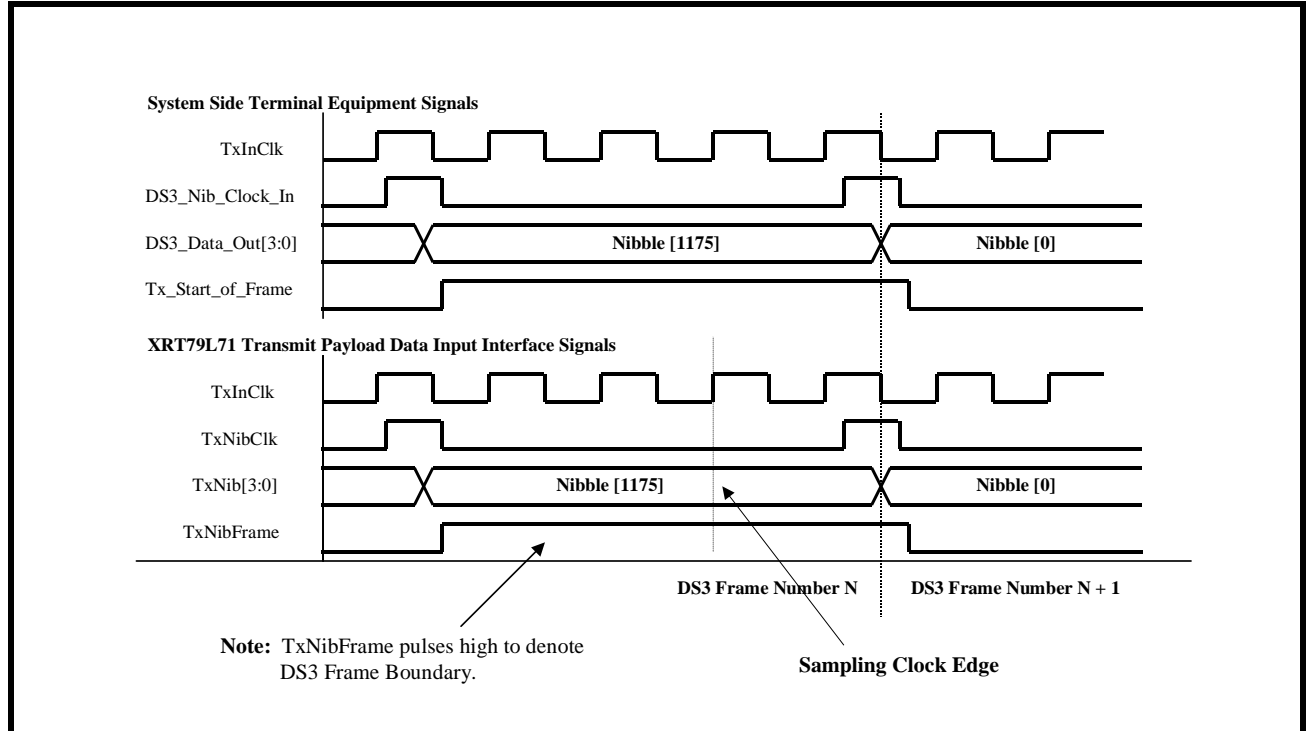 System Side Terminal Equipment Signals
TxInClk
DS3_Nib_Clock_In
DS3_Data_Out[3:0]
Nibble [1175]
Nibble [0]
Tx_Start_of_Frame
XRT79L71 Transmit Payload Data Input Interface Signals
TxInClk
TxNibClk
TxNib[3:0]
Nibble [1175]
Nibble [0]
TxNibFrame
DS3 Frame Number N
DS3 Frame Number N + 1
Note: TxNibFrame pulses high to denote
DS3 Frame Boundary.
Sampling Clock Edge